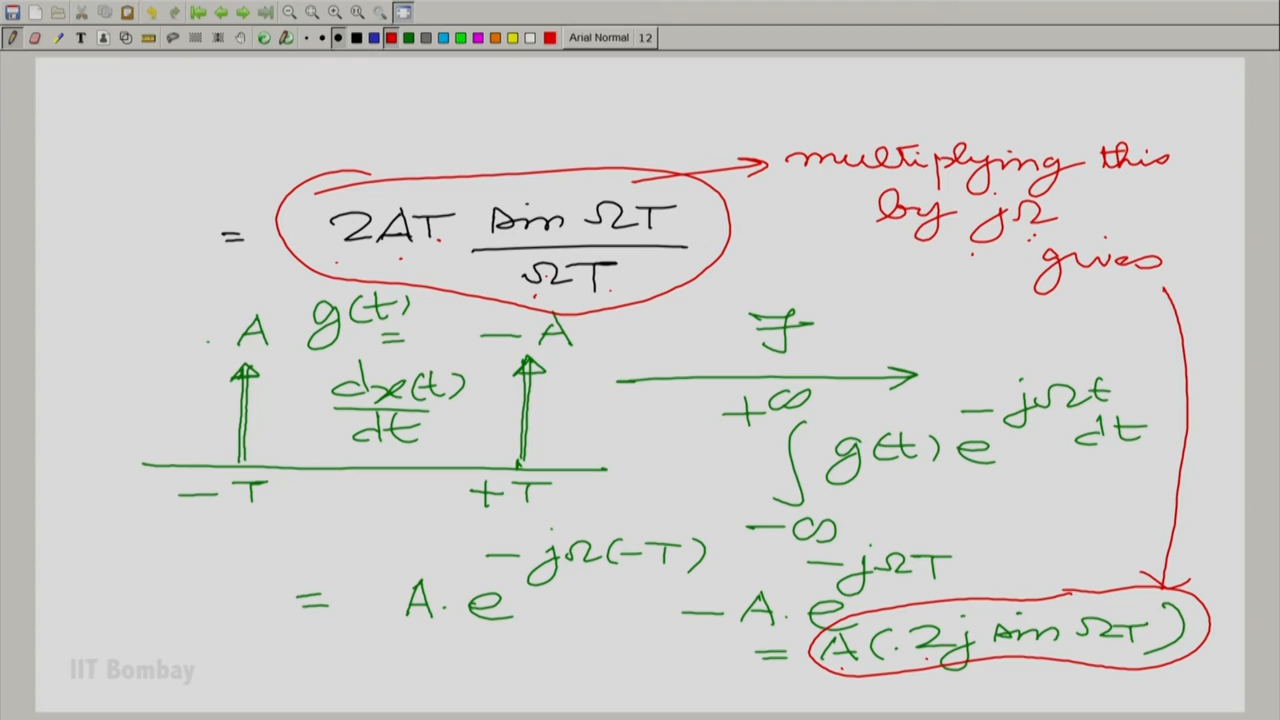 Arial Normal 12
= 2AT sin ΩT / ΩT
multiplying this
by jΩ
gives
A g(t) = - A
dx(t)/dt
- T + T
F
+∞
∫ g(t) e^{-jΩt} dt
-∞
= A. e^{-jΩ(-T)} - A. e^{-jΩT}
= A(.2j sin ΩT)
IIT Bombay